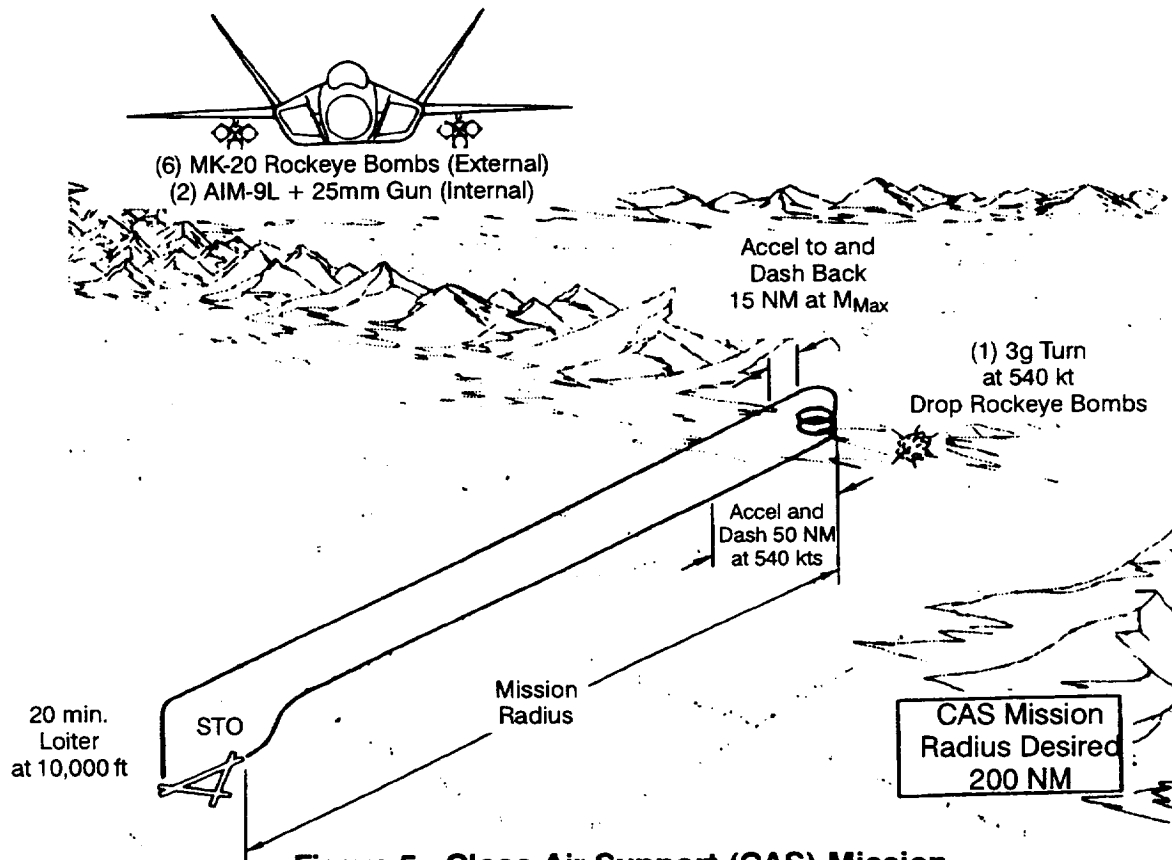 (6) MK-20 Rockeye Bombs (External)
(2) AIM-9L + 25mm Gun (Internal)
Accel to and
Dash Back
15 NM at MMax
(1) 3g Turn
at 540 kt
Drop Rockeye Bombs
Accel and
Dash 50 NM
at 540 kts
Mission
Radius
20 min.
Loiter
at 10,000 ft
STO
CAS Mission
Radius Desired
200 NM
Figure 5. Close Air Support (CAS) Mission